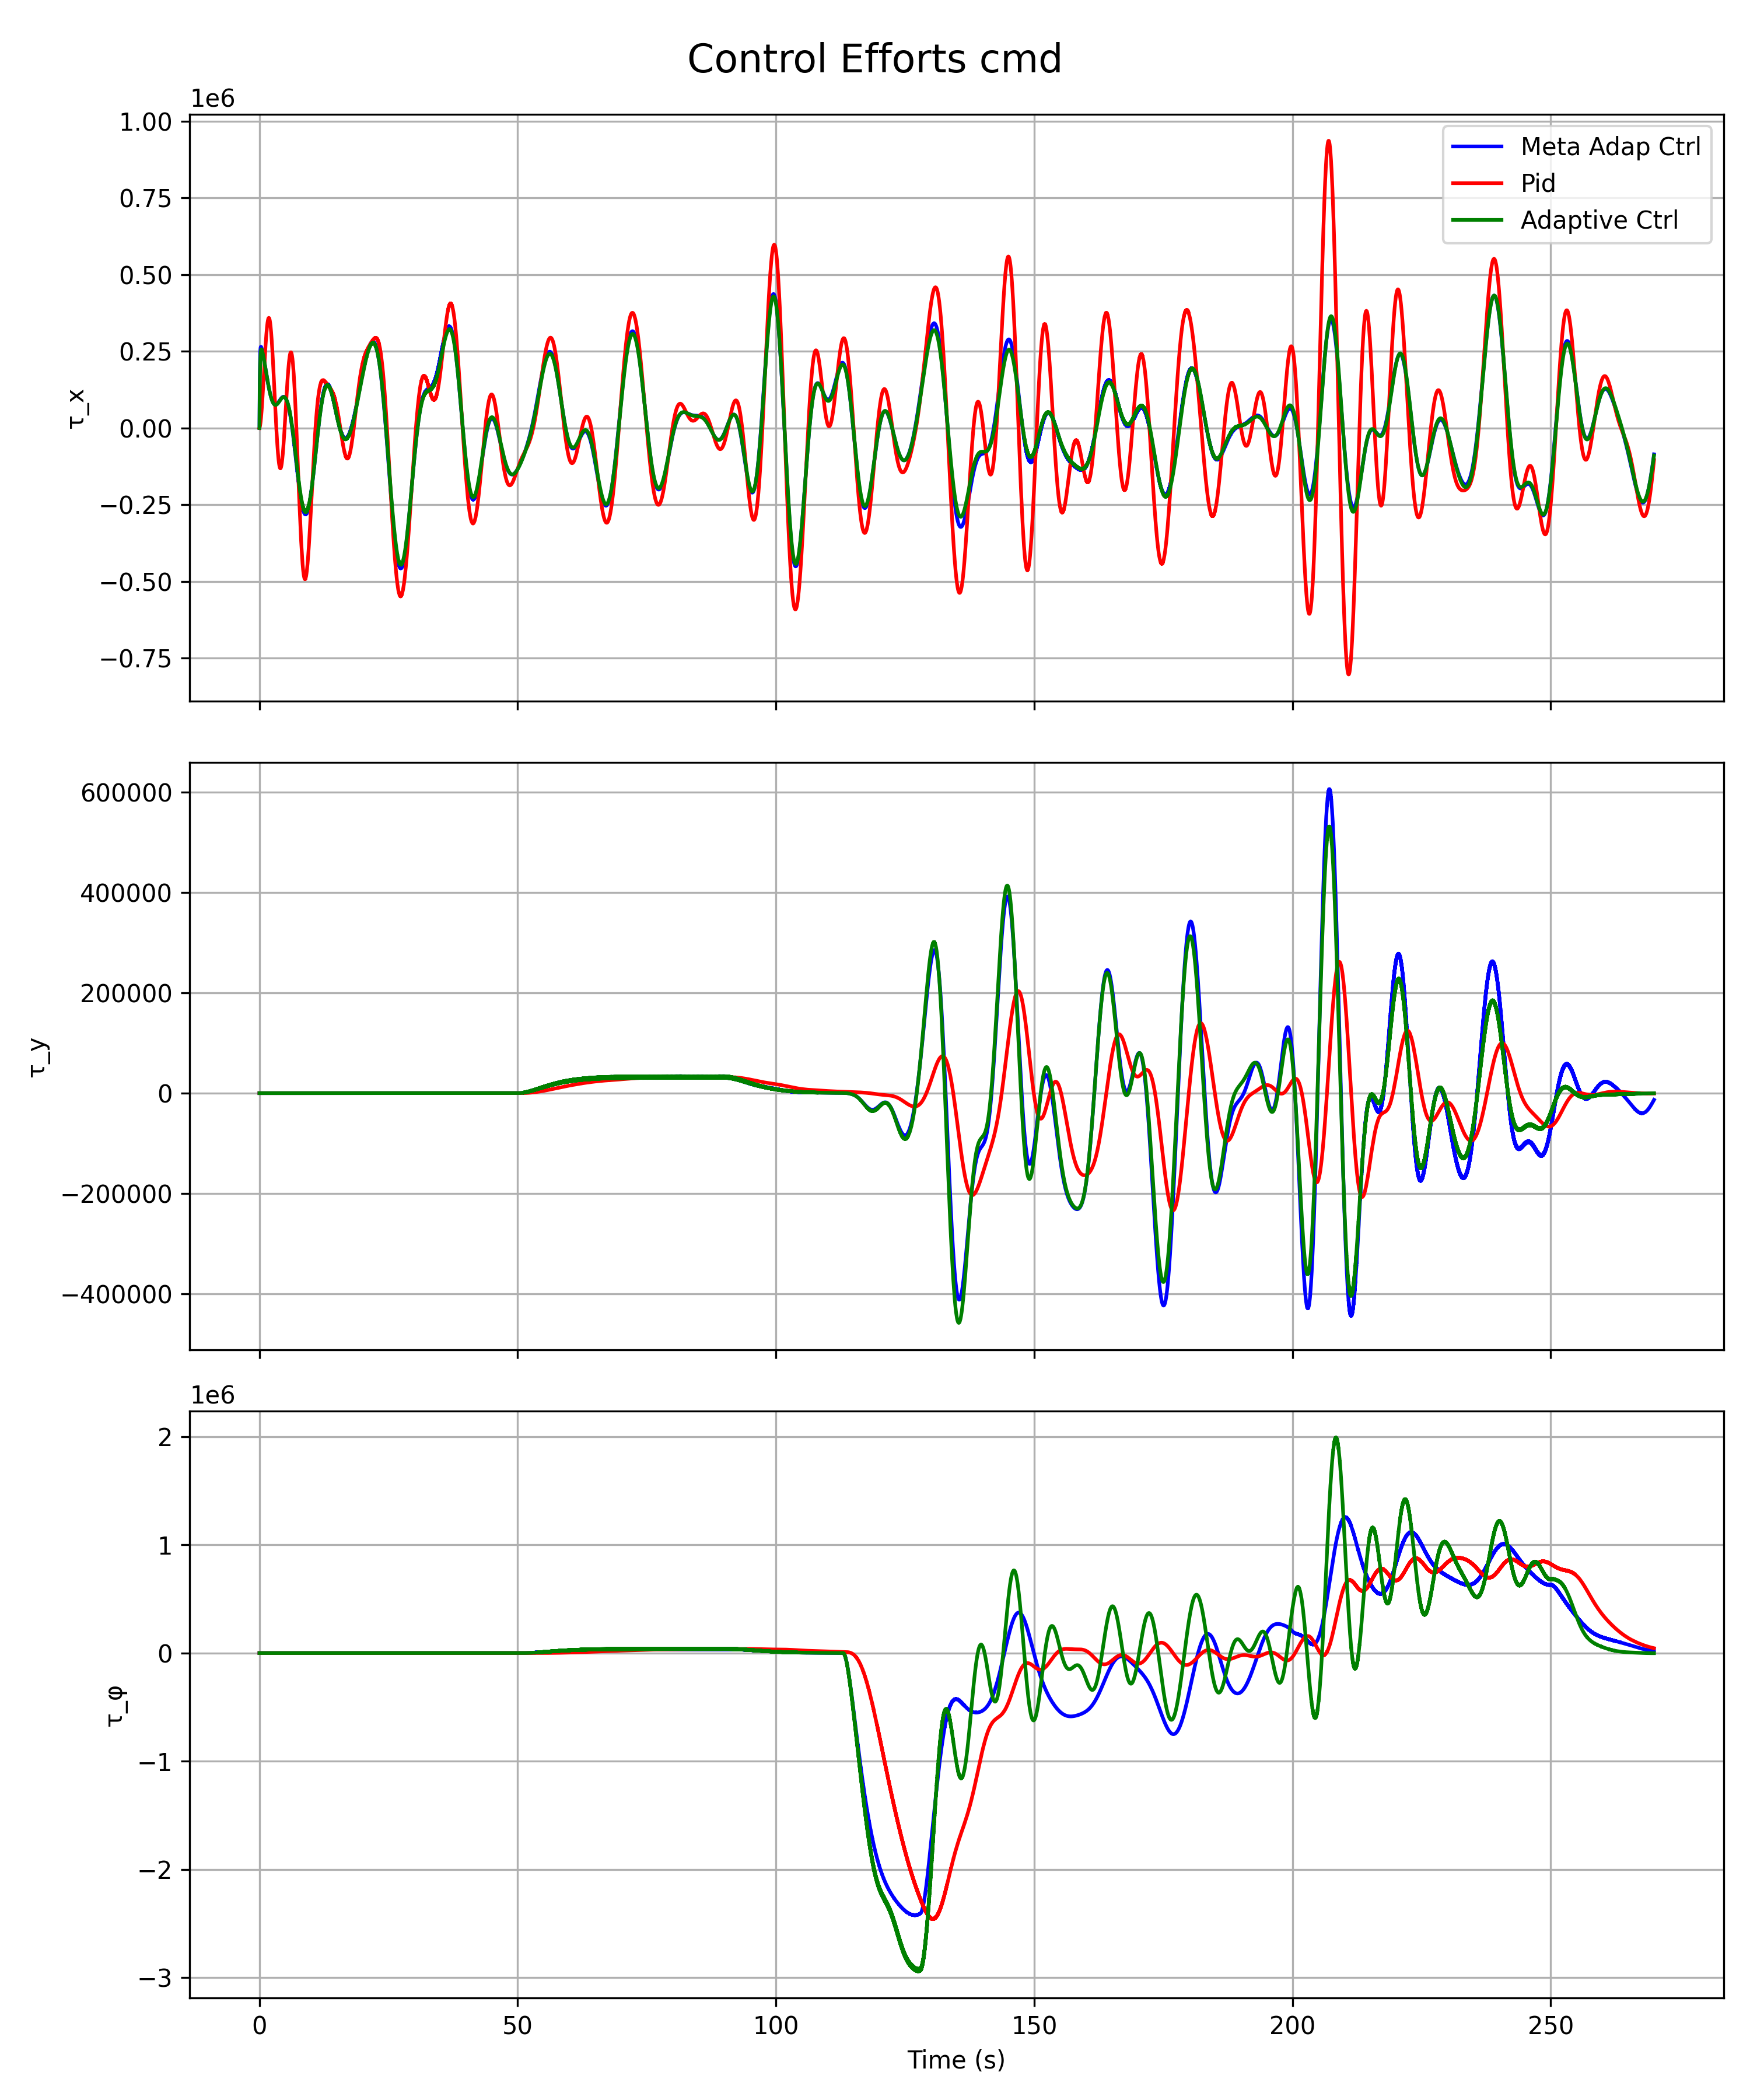 Control Efforts cmd
1e6
1.00
0.75
0.50
0.25
0.00
−0.25
−0.50
−0.75
τ_x
Meta Adap Ctrl
Pid
Adaptive Ctrl
600000
400000
200000
0
−200000
−400000
τ_y
1e6
2
1
0
−1
−2
−3
τ_φ
0 50 100 150 200 250
Time (s)